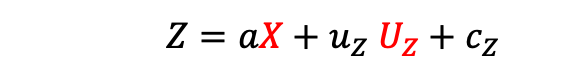 Z = aX + u_Z U_Z + c_Z